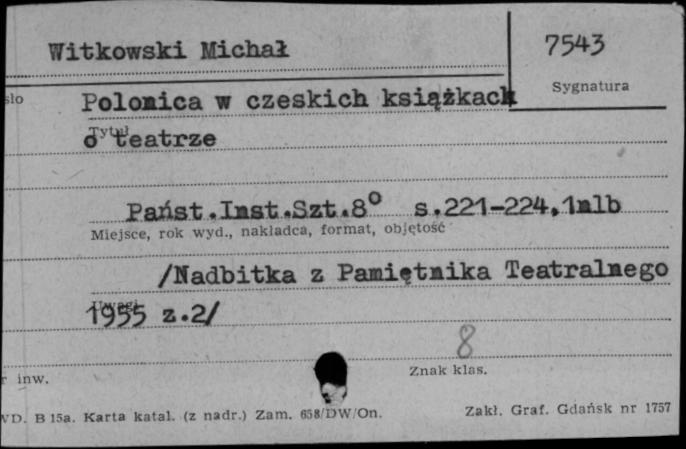 Witkowski Michał
7543
Sygnatura
sło
Polonica w czeskich książkach
Tytuł
o teatrze
Państ.Inst.Szt.8° s.221-224,1nlb
Miejsce, rok wyd., nakładca, format, objętość
/Nadbitka z Pamiętnika Teatralnego
Uwagi
1955 z.2/
8
r inw.
Znak klas.
VD. B 15a. Karta katal. (z nadr.) Zam. 658/DW/On.
Zakł. Graf. Gdańsk nr 1757